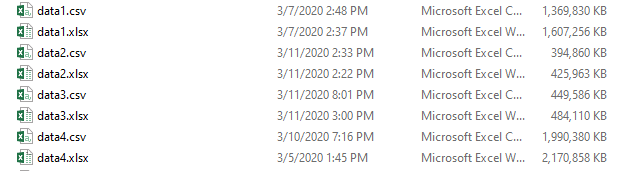 data1.csv 3/7/2020 2:48 PM Microsoft Excel C... 1,369,830 KB
data1.xlsx 3/7/2020 2:37 PM Microsoft Excel W... 1,607,256 KB
data2.csv 3/11/2020 2:33 PM Microsoft Excel C... 394,860 KB
data2.xlsx 3/11/2020 2:22 PM Microsoft Excel W... 425,963 KB
data3.csv 3/11/2020 8:01 PM Microsoft Excel C... 449,586 KB
data3.xlsx 3/11/2020 3:00 PM Microsoft Excel W... 484,110 KB
data4.csv 3/10/2020 7:16 PM Microsoft Excel C... 1,990,380 KB
data4.xlsx 3/5/2020 1:45 PM Microsoft Excel W... 2,170,858 KB